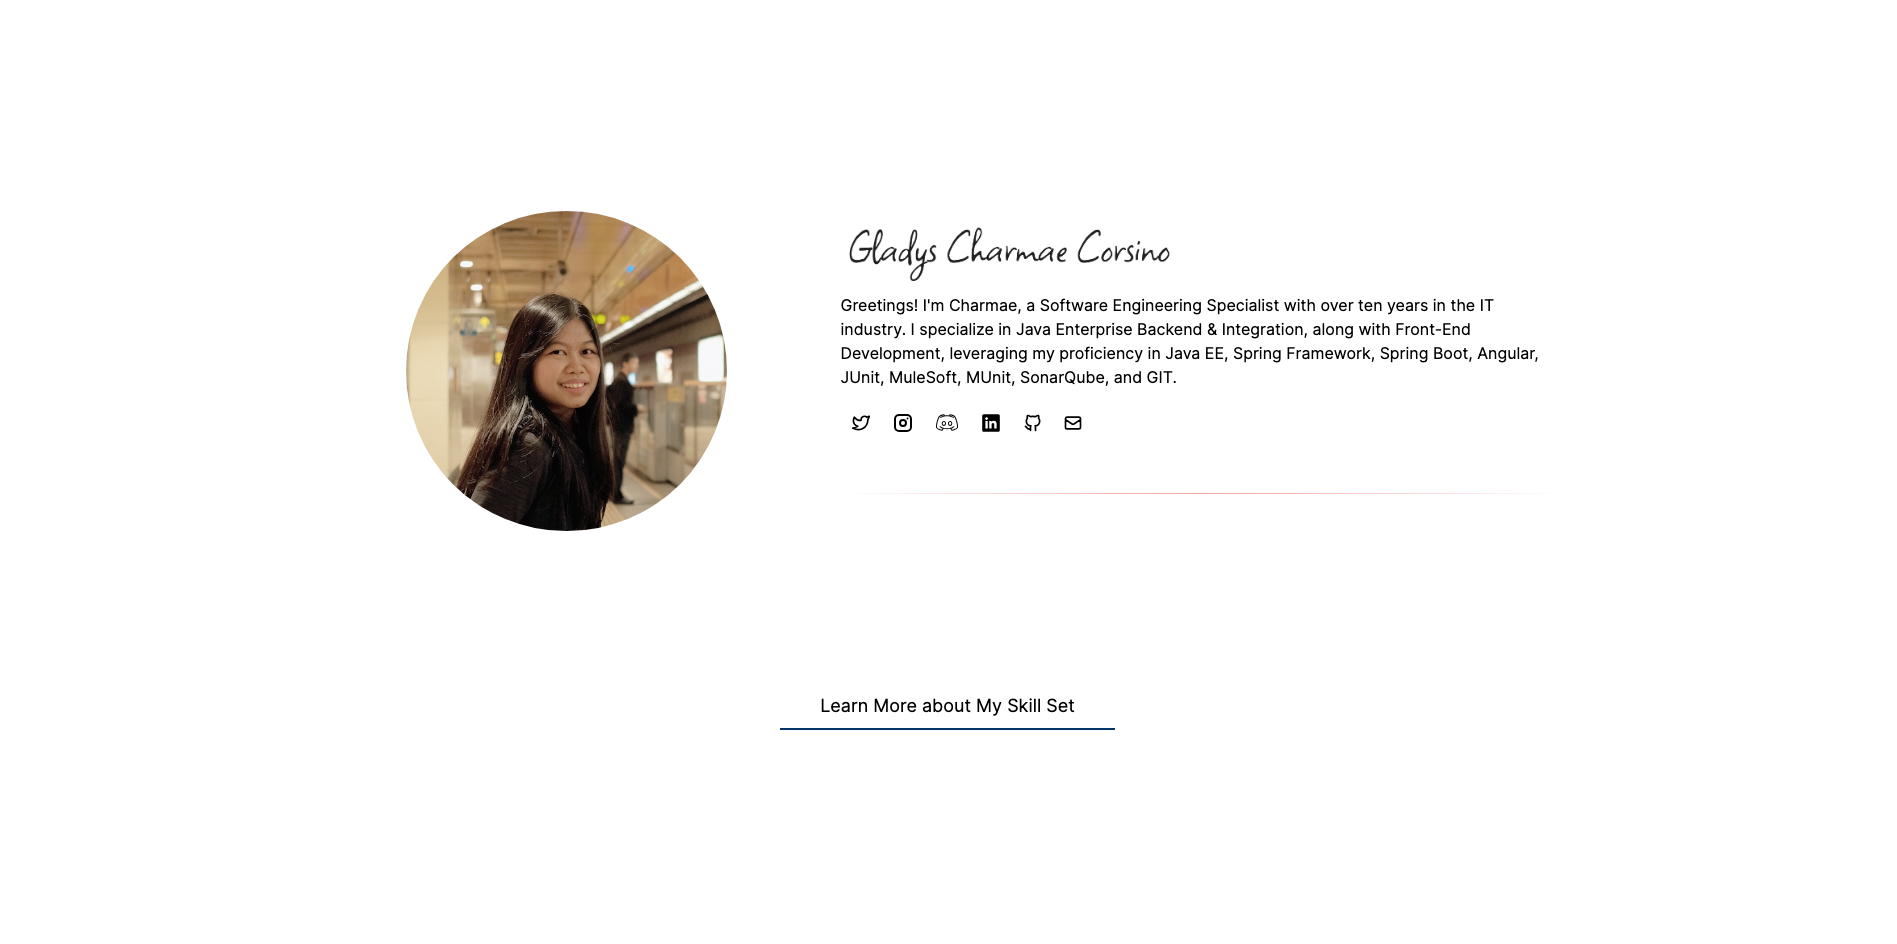 Gladys Charmae Corsino
Greetings! I'm Charmae, a Software Engineering Specialist with over ten years in the IT
industry. I specialize in Java Enterprise Backend & Integration, along with Front-End
Development, leveraging my proficiency in Java EE, Spring Framework, Spring Boot, Angular,
JUnit, MuleSoft, MUnit, SonarQube, and GIT.
in
Learn More about My Skill Set